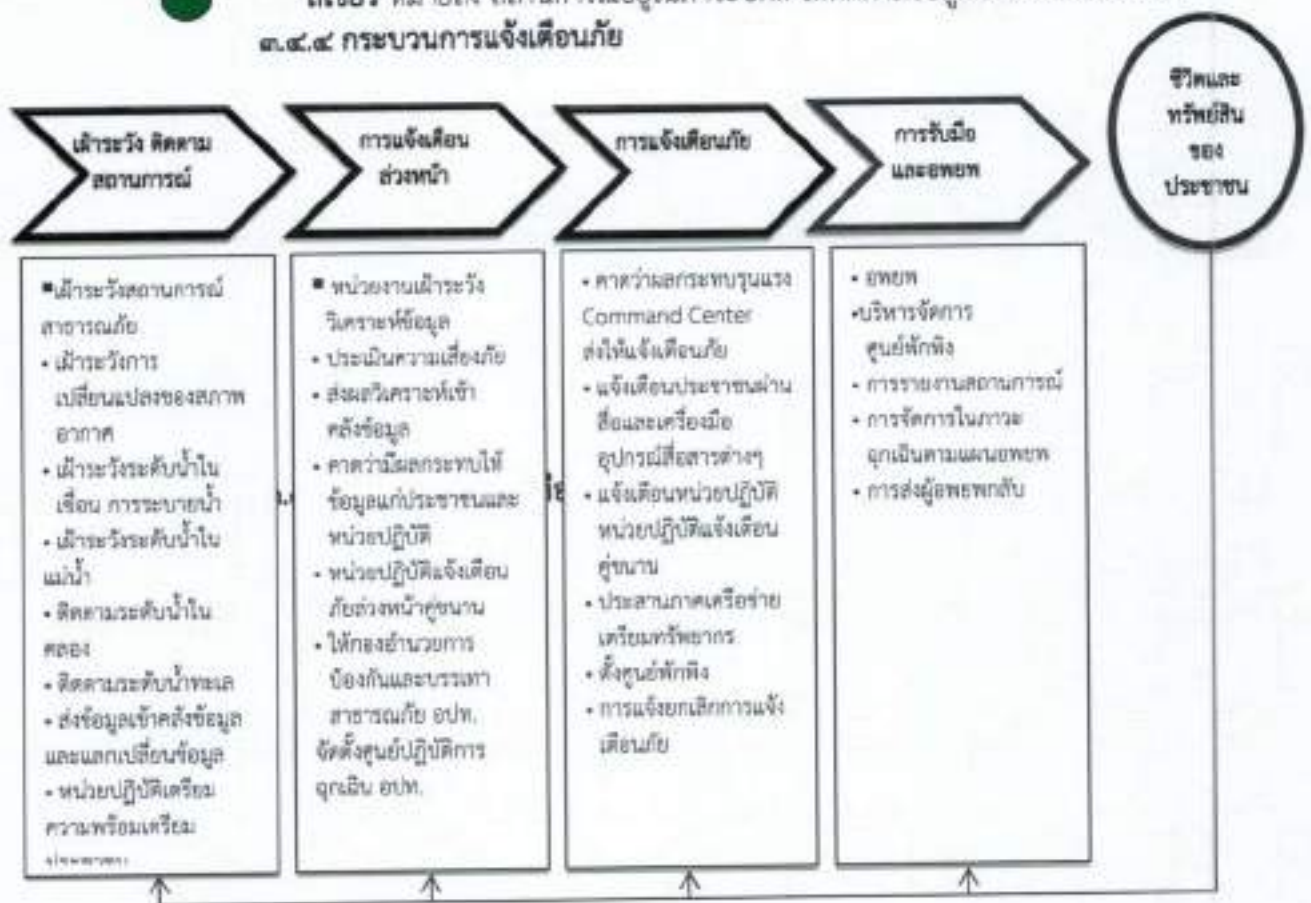 สีเขียว หมายถึง สถานการณ์อยู่ในภาวะปกติ
๓.๔.๔ กระบวนการแจ้งเตือนภัย
เฝ้าระวัง ติดตาม
สถานการณ์
การแจ้งเตือน
ล่วงหน้า
การแจ้งเตือนภัย
การรับมือ
และอพยพ
ชีวิตและ
ทรัพย์สิน
ของ
ประชาชน
▪เฝ้าระวังสถานการณ์
สาธารณภัย
• เฝ้าระวังการ
เปลี่ยนแปลงของสภาพ
อากาศ
• เฝ้าระวังระดับน้ำใน
เขื่อน การระบายน้ำ
• เฝ้าระวังระดับน้ำใน
แม่น้ำ
• ติดตามระดับน้ำใน
คลอง
• ติดตามระดับน้ำทะเล
• ส่งข้อมูลเข้าคลังข้อมูล
และแลกเปลี่ยนข้อมูล
• หน่วยปฏิบัติเตรียม
ความพร้อมเตรียม
▪ หน่วยงานเฝ้าระวัง
วิเคราะห์ข้อมูล
• ประเมินความเสี่ยงภัย
• ส่งผลวิเคราะห์เข้า
คลังข้อมูล
• คาดว่ามีผลกระทบให้
ข้อมูลแก่ประชาชนและ
หน่วยปฏิบัติ
• หน่วยปฏิบัติแจ้งเตือน
ภัยล่วงหน้าคู่ขนาน
• ให้กองอำนวยการ
ป้องกันและบรรเทา
สาธารณภัย อปท.
จัดตั้งศูนย์ปฏิบัติการ
ฉุกเฉิน อปท.
• คาดว่าผลกระทบรุนแรง
Command Center
สั่งให้แจ้งเตือนภัย
• แจ้งเตือนประชาชนผ่าน
สื่อและเครื่องมือ
อุปกรณ์สื่อสารต่างๆ
• แจ้งเตือนหน่วยปฏิบัติ
หน่วยปฏิบัติแจ้งเตือน
คู่ขนาน
• ประสานภาคเครือข่าย
เตรียมทรัพยากร
• ตั้งศูนย์พักพิง
• การแจ้งยกเลิกการแจ้ง
เตือนภัย
• อพยพ
•บริหารจัดการ
ศูนย์พักพิง
• การรายงานสถานการณ์
• การจัดการในภาวะ
ฉุกเฉินตามแผนอพยพ
• การส่งผู้อพยพกลับ